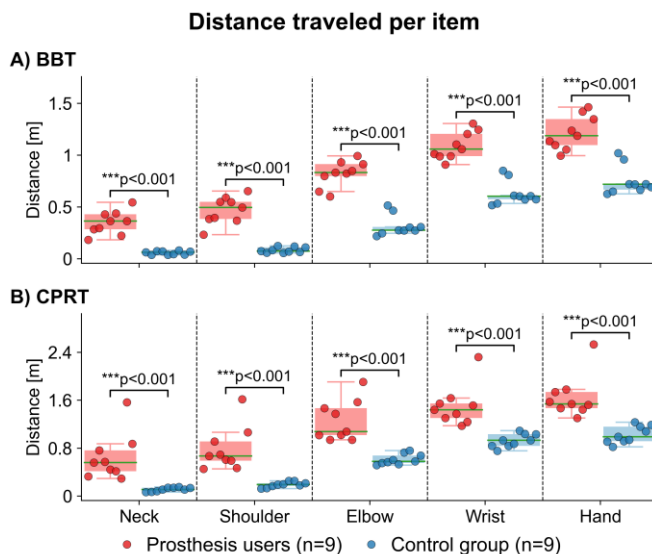 Distance traveled per item
A) BBT
Distance [m]
1.5
1
0.5
0
***p<0.001
***p<0.001
***p<0.001
***p<0.001
***p<0.001
B) CPRT
Distance [m]
2.4
1.6
0.8
0
***p<0.001
***p<0.001
***p<0.001
***p<0.001
***p<0.001
Neck Shoulder Elbow Wrist Hand
Prosthesis users (n=9) Control group (n=9)